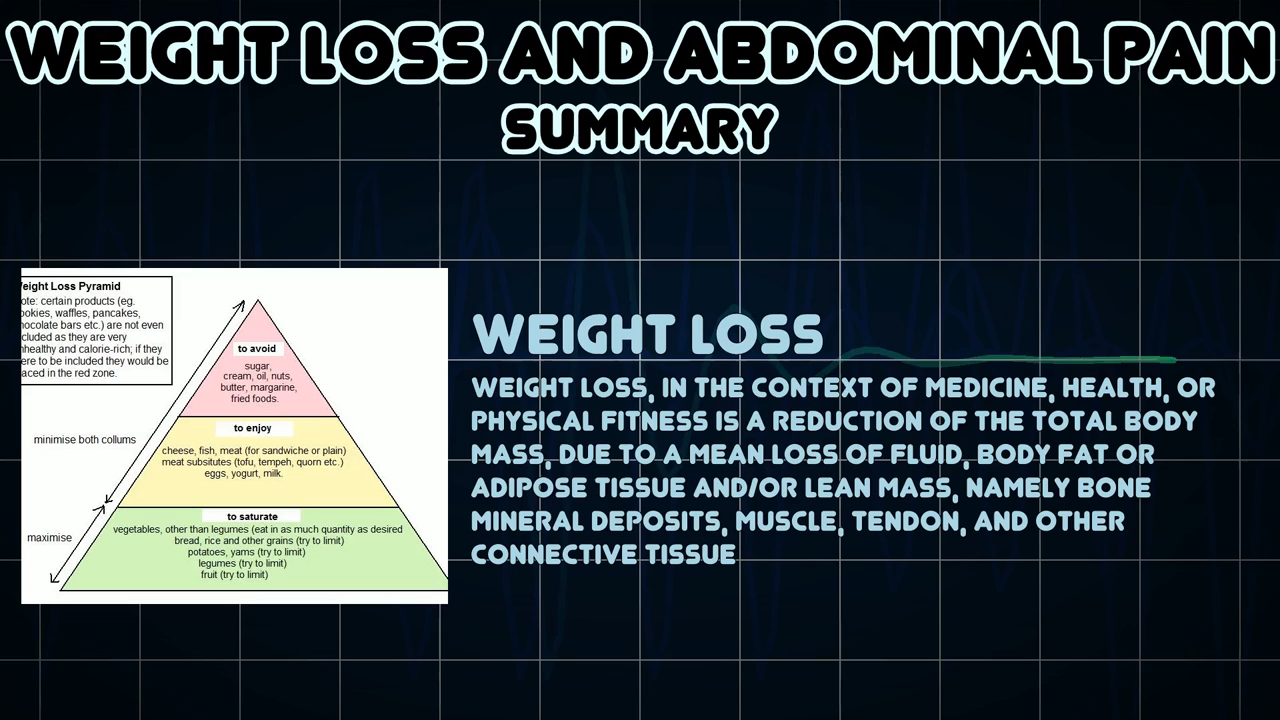 WEIGHT LOSS AND ABDOMINAL PAIN
SUMMARY
eight Loss Pyramid
ote: certain products (eg.
ookies, waffles, pancakes,
hocolate bars etc.) are not even
cluded as they are very
nhealthy and calorie-rich; if they
ere to be included they would be
aced in the red zone.
to avoid
sugar,
cream, oil, nuts,
butter, margarine,
fried foods.
minimise both collums
to enjoy
cheese, fish, meat (for sandwiche or plain)
meat subsitutes (tofu, tempeh, quorn etc.)
eggs, yogurt, milk.
maximise
to saturate
vegetables, other than legumes (eat in as much quantity as desired
bread, rice and other grains (try to limit)
potatoes, yams (try to limit)
legumes (try to limit)
fruit (try to limit)
WEIGHT LOSS
WEIGHT LOSS, IN THE CONTEXT OF MEDICINE, HEALTH, OR
PHYSICAL FITNESS IS A REDUCTION OF THE TOTAL BODY
MASS, DUE TO A MEAN LOSS OF FLUID, BODY FAT OR
ADIPOSE TISSUE AND/OR LEAN MASS, NAMELY BONE
MINERAL DEPOSITS, MUSCLE, TENDON, AND OTHER
CONNECTIVE TISSUE